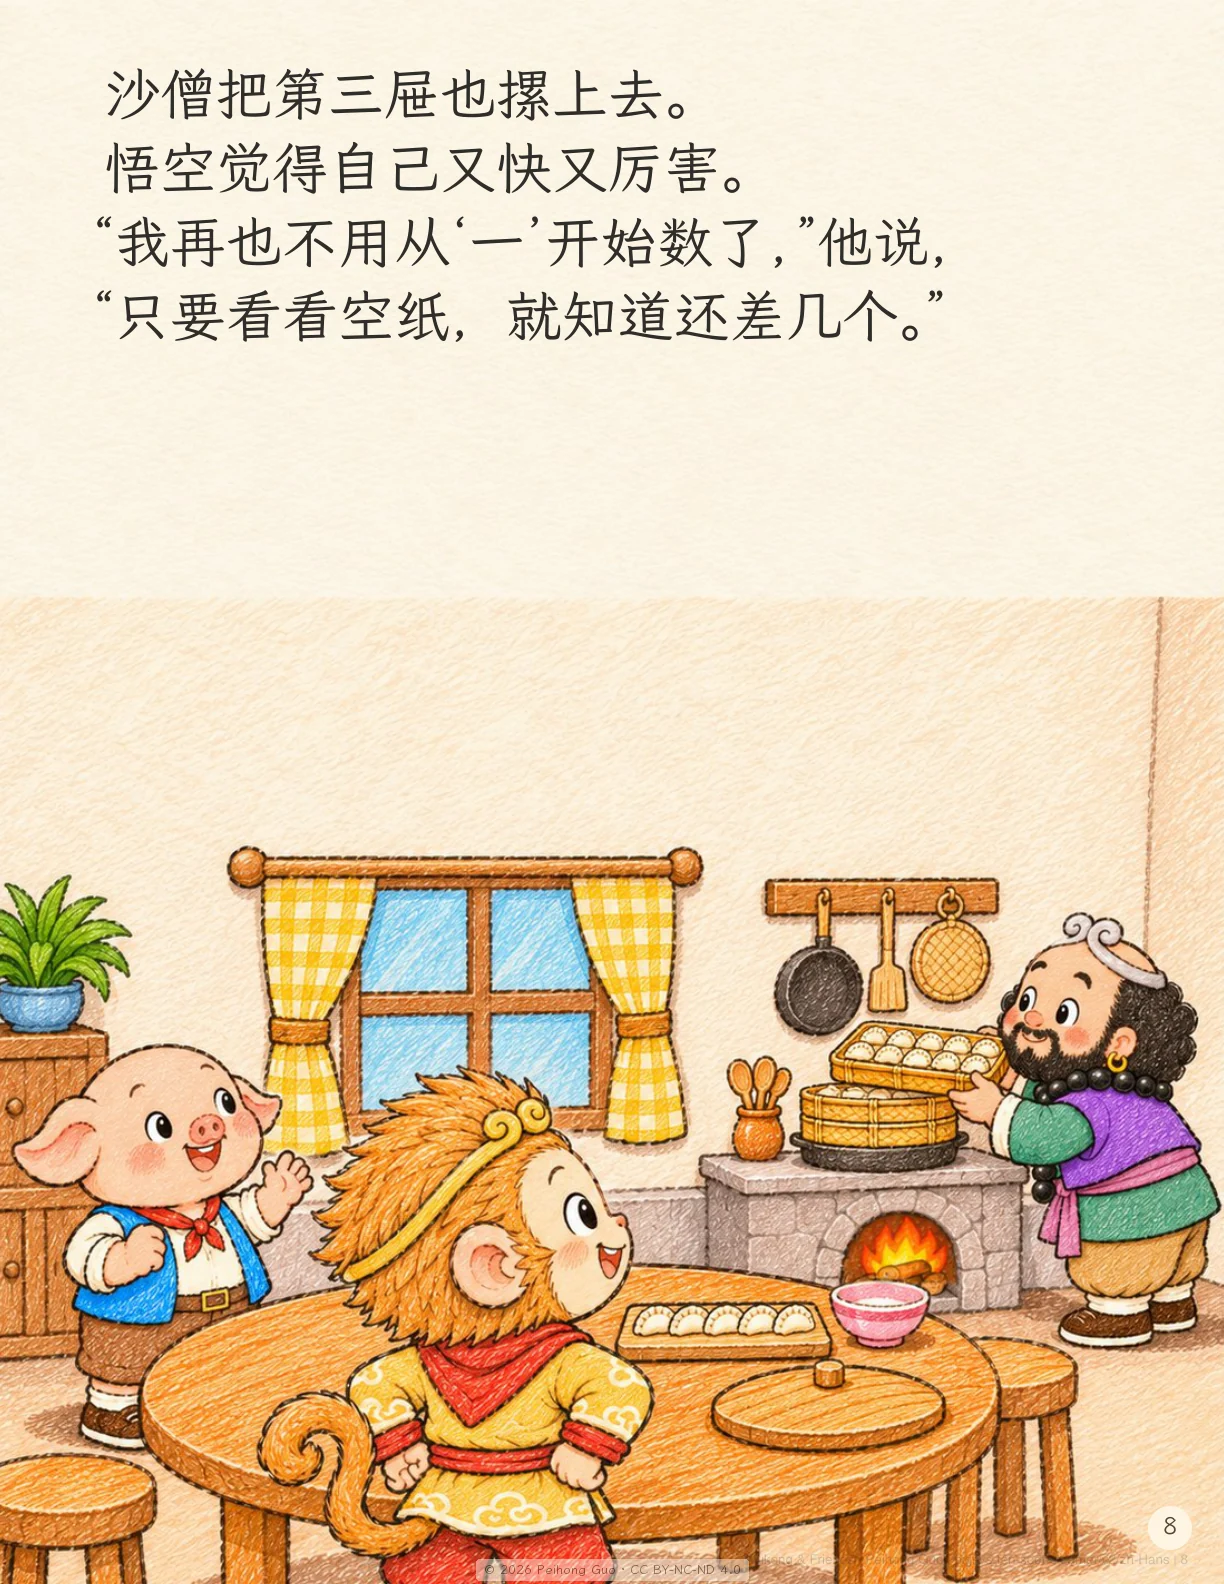 沙僧把第三屉也摞上去。
悟空觉得自己又快又厉害。
“我再也不用从‘一’开始数了,”他说,
“只要看看空纸, 就知道还差几个。”
8
© 2026 Peihong Guo · CC BY-NC-ND 4.0